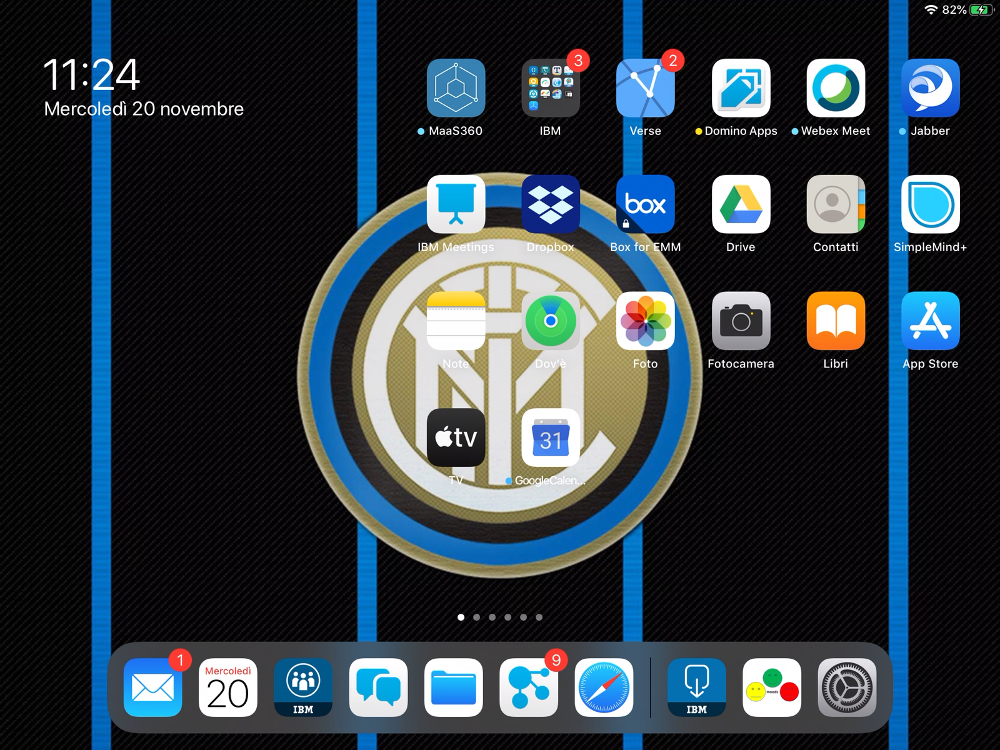 82%
11:24
Mercoledì 20 novembre
3
2
MaaS360
IBM
Verse
Domino Apps
Webex Meet
Jabber
box
IBM Meetings
Dropbox
Box for EMM
Drive
Contatti
SimpleMind+
Note
Dov'è
Foto
Fotocamera
Libri
App Store
tv
31
TV
GoogleCalen...
1
9
Mercoledì
20
IBM
IBM
moods